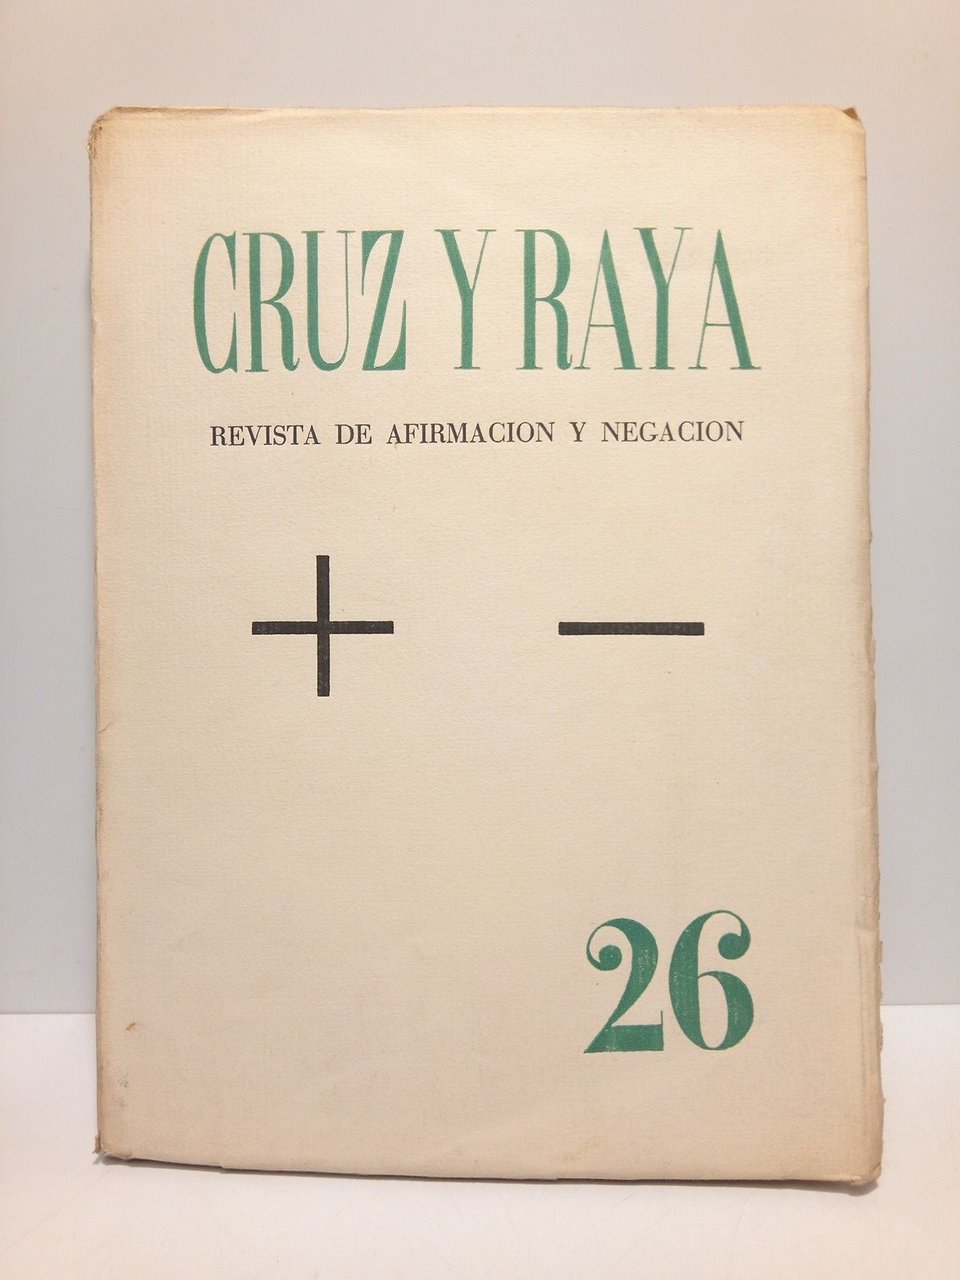 CRUZ Y RAYA
REVISTA DE AFIRMACION Y NEGACION
+ −
26